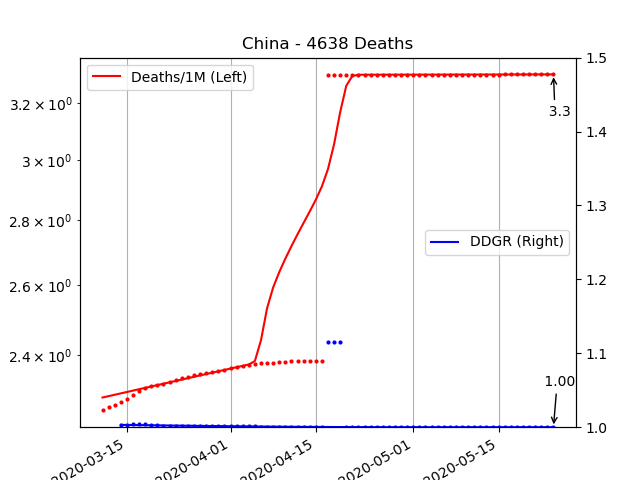 China - 4638 Deaths
Deaths/1M (Left)
DDGR (Right)
3.2 × 10⁰
3 × 10⁰
2.8 × 10⁰
2.6 × 10⁰
2.4 × 10⁰
1.5
1.4
1.3
1.2
1.1
1.0
3.3
1.00
2020-03-15
2020-04-01
2020-04-15
2020-05-01
2020-05-15